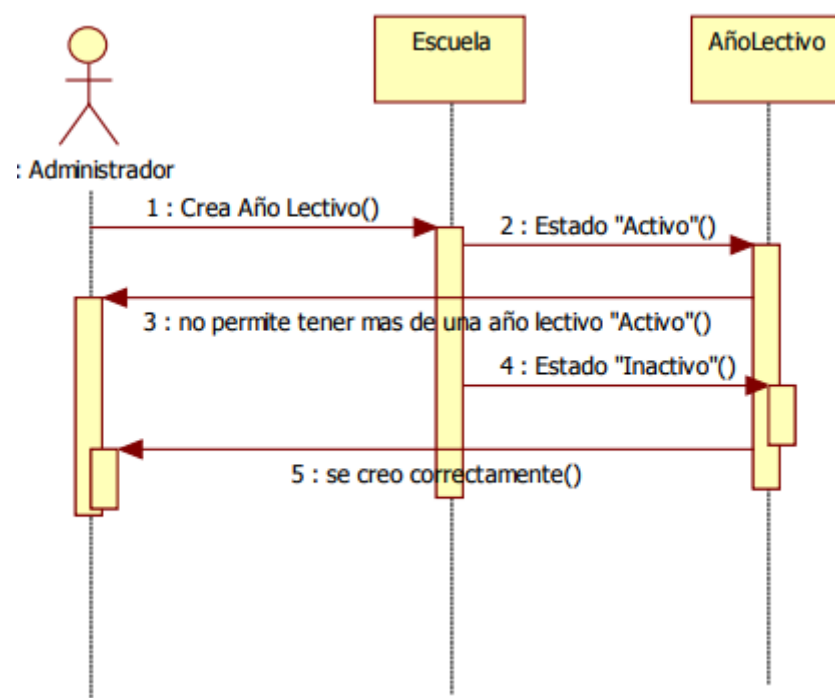 Escuela
AñoLectivo
: Administrador
1 : Crea Año Lectivo()
2 : Estado "Activo"()
3 : no permite tener mas de una año lectivo "Activo"()
4 : Estado "Inactivo"()
5 : se creo correctamente()